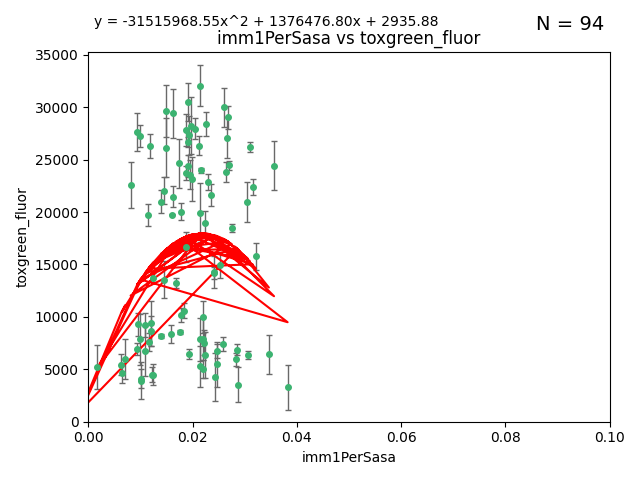 y = -31515968.55x^2 + 1376476.80x + 2935.88
N = 94
imm1PerSasa vs toxgreen_fluor
35000
30000
25000
20000
15000
10000
5000
0
toxgreen_fluor
0.00 0.02 0.04 0.06 0.08 0.10
imm1PerSasa